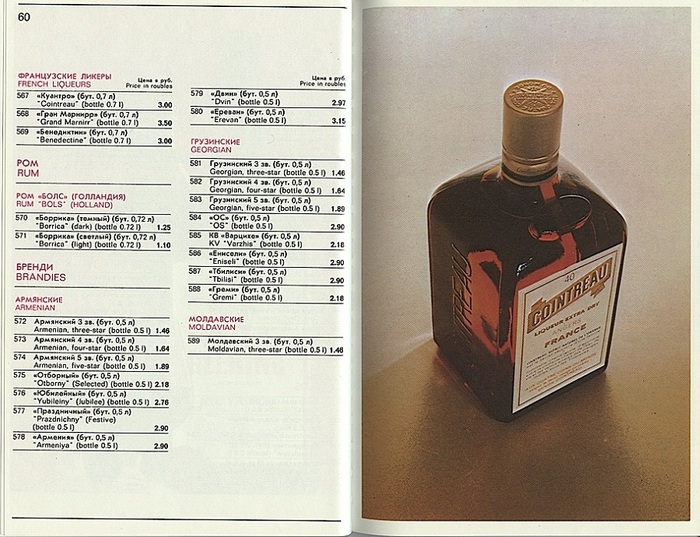 60
ФРАНЦУЗСКИЕ ЛИКЕРЫ
FRENCH LIQUEURS
Цена в руб.
Price in roubles
567 «Куантро» (бут. 0,7 л)
"Cointreau" (bottle 0.7 l) 3.00
568 «Гран Марнирр» (бут. 0,7 л)
"Grand Marnirr" (bottle 0.7 l) 3.50
569 «Бенедиктин» (бут. 0,7 л)
"Benedectine" (bottle 0.7 l) 3.00
РОМ
RUM
РОМ «БОЛС» (ГОЛЛАНДИЯ)
RUM "BOLS" (HOLLAND)
570 «Боррика» (темный) (бут. 0,72 л)
"Borrica" (dark) (bottle 0.72 l) 1.25
571 «Боррика» (светлый) (бут. 0,72 л)
"Borrica" (light) (bottle 0.72 l) 1.10
БРЕНДИ
BRANDIES
АРМЯНСКИЕ
ARMENIAN
572 Армянский 3 зв. (бут. 0,5 л)
Armenian, three-star (bottle 0.5 l) 1.46
573 Армянский 4 зв. (бут. 0,5 л)
Armenian, four-star (bottle 0.5 l) 1.64
574 Армянский 5 зв. (бут. 0,5 л)
Armenian, five-star (bottle 0.5 l) 1.89
575 «Отборный» (бут. 0,5 л)
"Otborny" (Selected) (bottle 0.5 l) 2.18
576 «Юбилейный» (бут. 0,5 л)
"Yubileiny" (Jubilee) (bottle 0.5 l) 2.76
577 «Праздничный» (бут. 0,5 л)
"Prazdnichny" (Festive)
(bottle 0.5 l) 2.90
578 «Армения» (бут. 0,5 л)
"Armeniya" (bottle 0.5 l) 2.90
Цена в руб.
Price in roubles
579 «Двин» (бут. 0,5 л)
"Dvin" (bottle 0.5 l) 2.97
580 «Ереван» (бут. 0,5 л)
"Erevan" (bottle 0.5 l) 3.15
ГРУЗИНСКИЕ
GEORGIAN
581 Грузинский 3 зв. (бут. 0,5 л)
Georgian, three-star (bottle 0.5 l) 1.46
582 Грузинский 4 зв. (бут. 0,5 л)
Georgian, four-star (bottle 0.5 l) 1.64
583 Грузинский 5 зв. (бут. 0,5 л)
Georgian, five-star (bottle 0.5 l) 1.89
584 «ОС» (бут. 0,5 л)
"OS" (bottle 0.5 l) 2.90
585 КВ «Варцихе» (бут. 0,5 л)
KV "Varzhis" (bottle 0.5 l) 2.18
586 «Енисели» (бут. 0,5 л)
"Eniseli" (bottle 0.5 l) 2.90
587 «Тбилиси» (бут. 0,5 л)
"Tbilisi" (bottle 0.5 l) 2.90
588 «Греми» (бут. 0,5 л)
"Gremi" (bottle 0.5 l) 2.18
МОЛДАВСКИЕ
MOLDAVIAN
589 Молдавский 3 зв. (бут. 0,5 л)
Moldavian, three-star (bottle 0.5 l) 1.46
40
COINTREAU
LIQUEUR EXTRA DRY
ANGERS
FRANCE